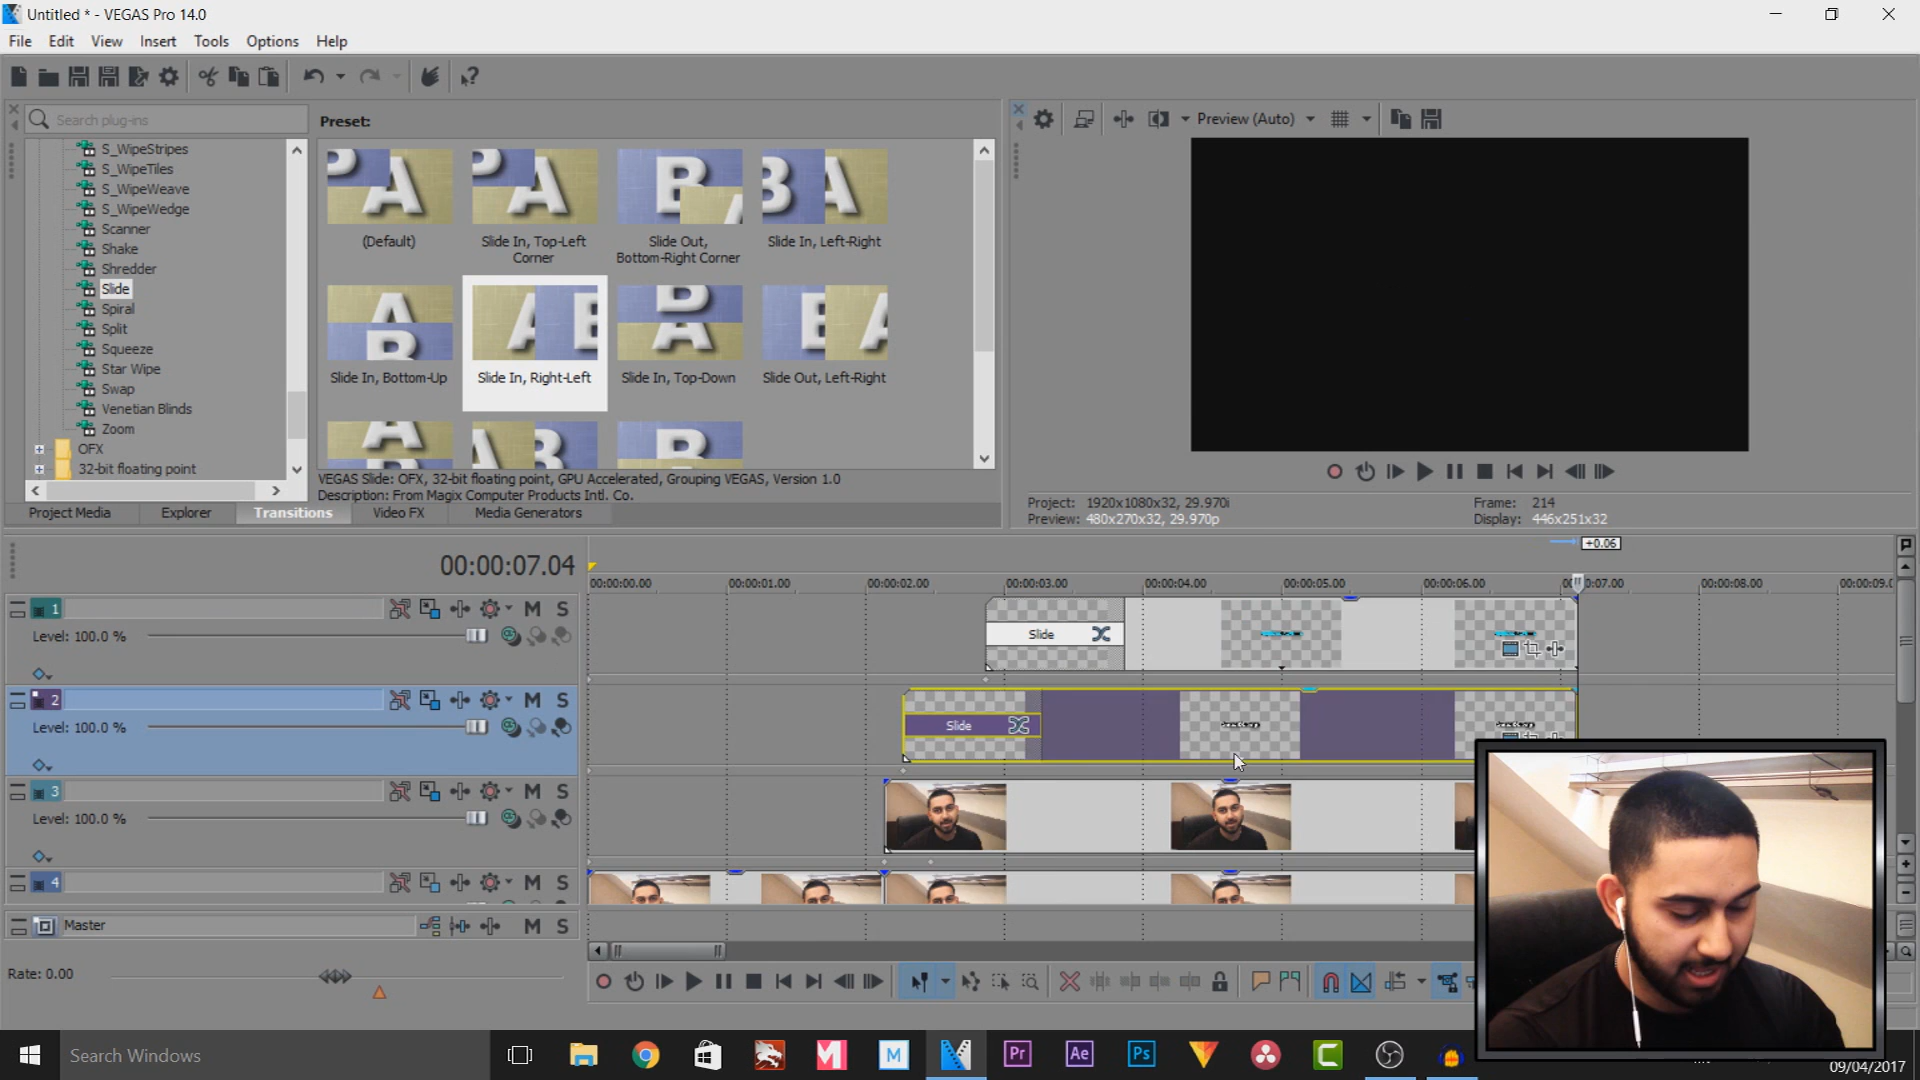 Untitled * - VEGAS Pro 14.0
File Edit View Insert Tools Options Help
Search plug-ins
Preset:
Preview (Auto)
S_WipeStripes
S_WipeTiles
S_WipeWeave
S_WipeWedge
Scanner
Shake
Shredder
Slide
Spiral
Split
Squeeze
Star Wipe
Swap
Venetian Blinds
Zoom
OFX
32-bit floating point
(Default)
Slide In, Top-Left
Corner
Slide Out,
Bottom-Right Corner
Slide In, Left-Right
Slide In, Bottom-Up
Slide In, Right-Left
Slide In, Top-Down
Slide Out, Left-Right
VEGAS Slide: OFX, 32-bit floating point, GPU Accelerated, Grouping VEGAS, Version 1.0
Description: From Magix Computer Products Intl. Co.
Project Media Explorer Transitions Video FX Media Generators
Project: 1920x1080x32, 29.970i
Preview: 480x270x32, 29.970p
Frame: 214
Display: 446x251x32
+0.06
00:00:07.04
00:00:00.00 00:00:01.00 00:00:02.00 00:00:03.00 00:00:04.00 00:00:05.00 00:00:06.00 0:07.00 00:00:08.00 00:00:09.0
1 M S
Level: 100.0 %
Slide
2 M S
Level: 100.0 %
Slide
3 M S
Level: 100.0 %
4 M S
Master M S
Rate: 0.00
Search Windows
Pr Ae Ps
09/04/2017